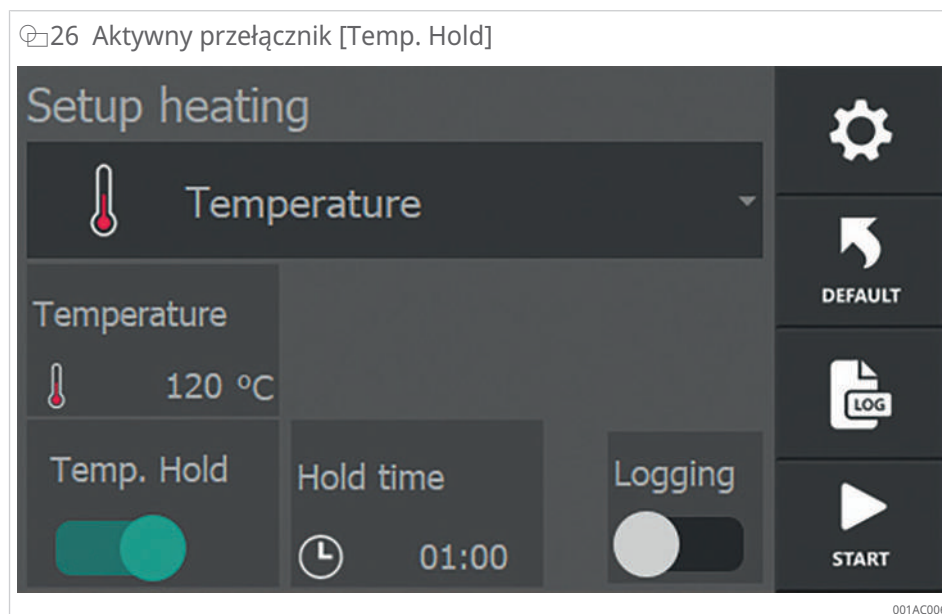 26 Aktywny przełącznik [Temp. Hold]
Setup heating
Temperature
DEFAULT
Temperature
120 ºC
LOG
Temp. Hold
Hold time
01:00
Logging
START